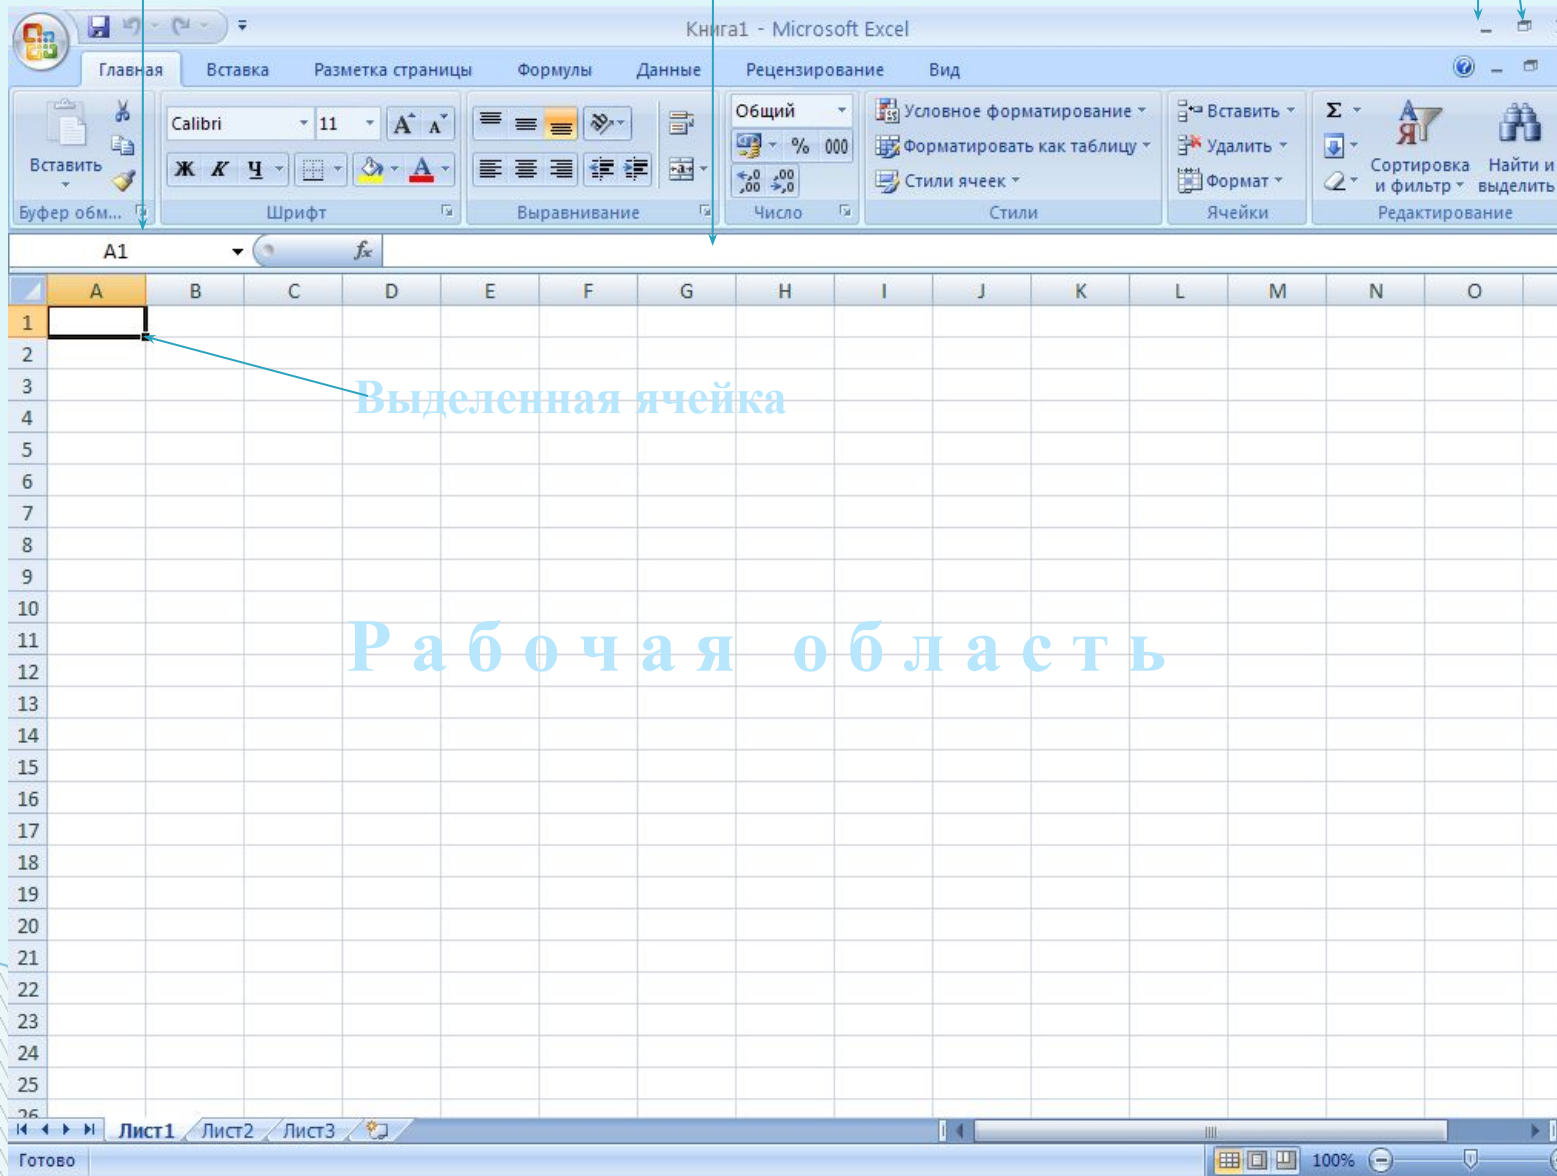 Книга1 - Microsoft Excel
Главная Вставка Разметка страницы Формулы Данные Рецензирование Вид
Calibri 11 Общий Условное форматирование Вставить Σ
Вставить % 000 Форматировать как таблицу Удалить Сортировка и фильтр Найти и выделить
Ж К Ч Стили ячеек Формат
Буфер обм... Шрифт Выравнивание Число Стили Ячейки Редактирование
A1 fx
A B C D E F G H I J K L M N O
1
2
3
Выделенная ячейка
4
5
6
7
8
9
10
11
Рабочая область
12
13
14
15
16
17
18
19
20
21
22
23
24
25
26
Лист1 Лист2 Лист3
Готово 100%